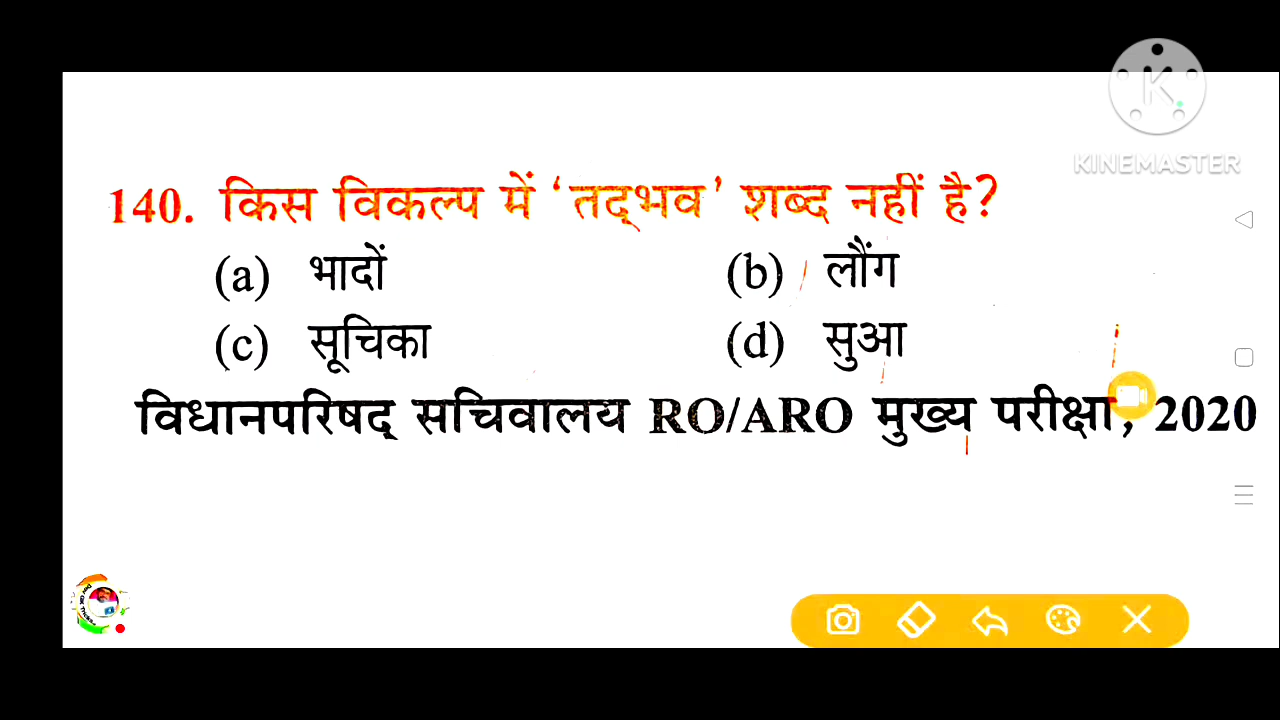 KINEMASTER
140. किस विकल्प में ‘तद्भव’ शब्द नहीं है?
(a) भादों (b) लौंग
(c) सूचिका (d) सुआ
विधानपरिषद् सचिवालय RO/ARO मुख्य परीक्षा, 2020